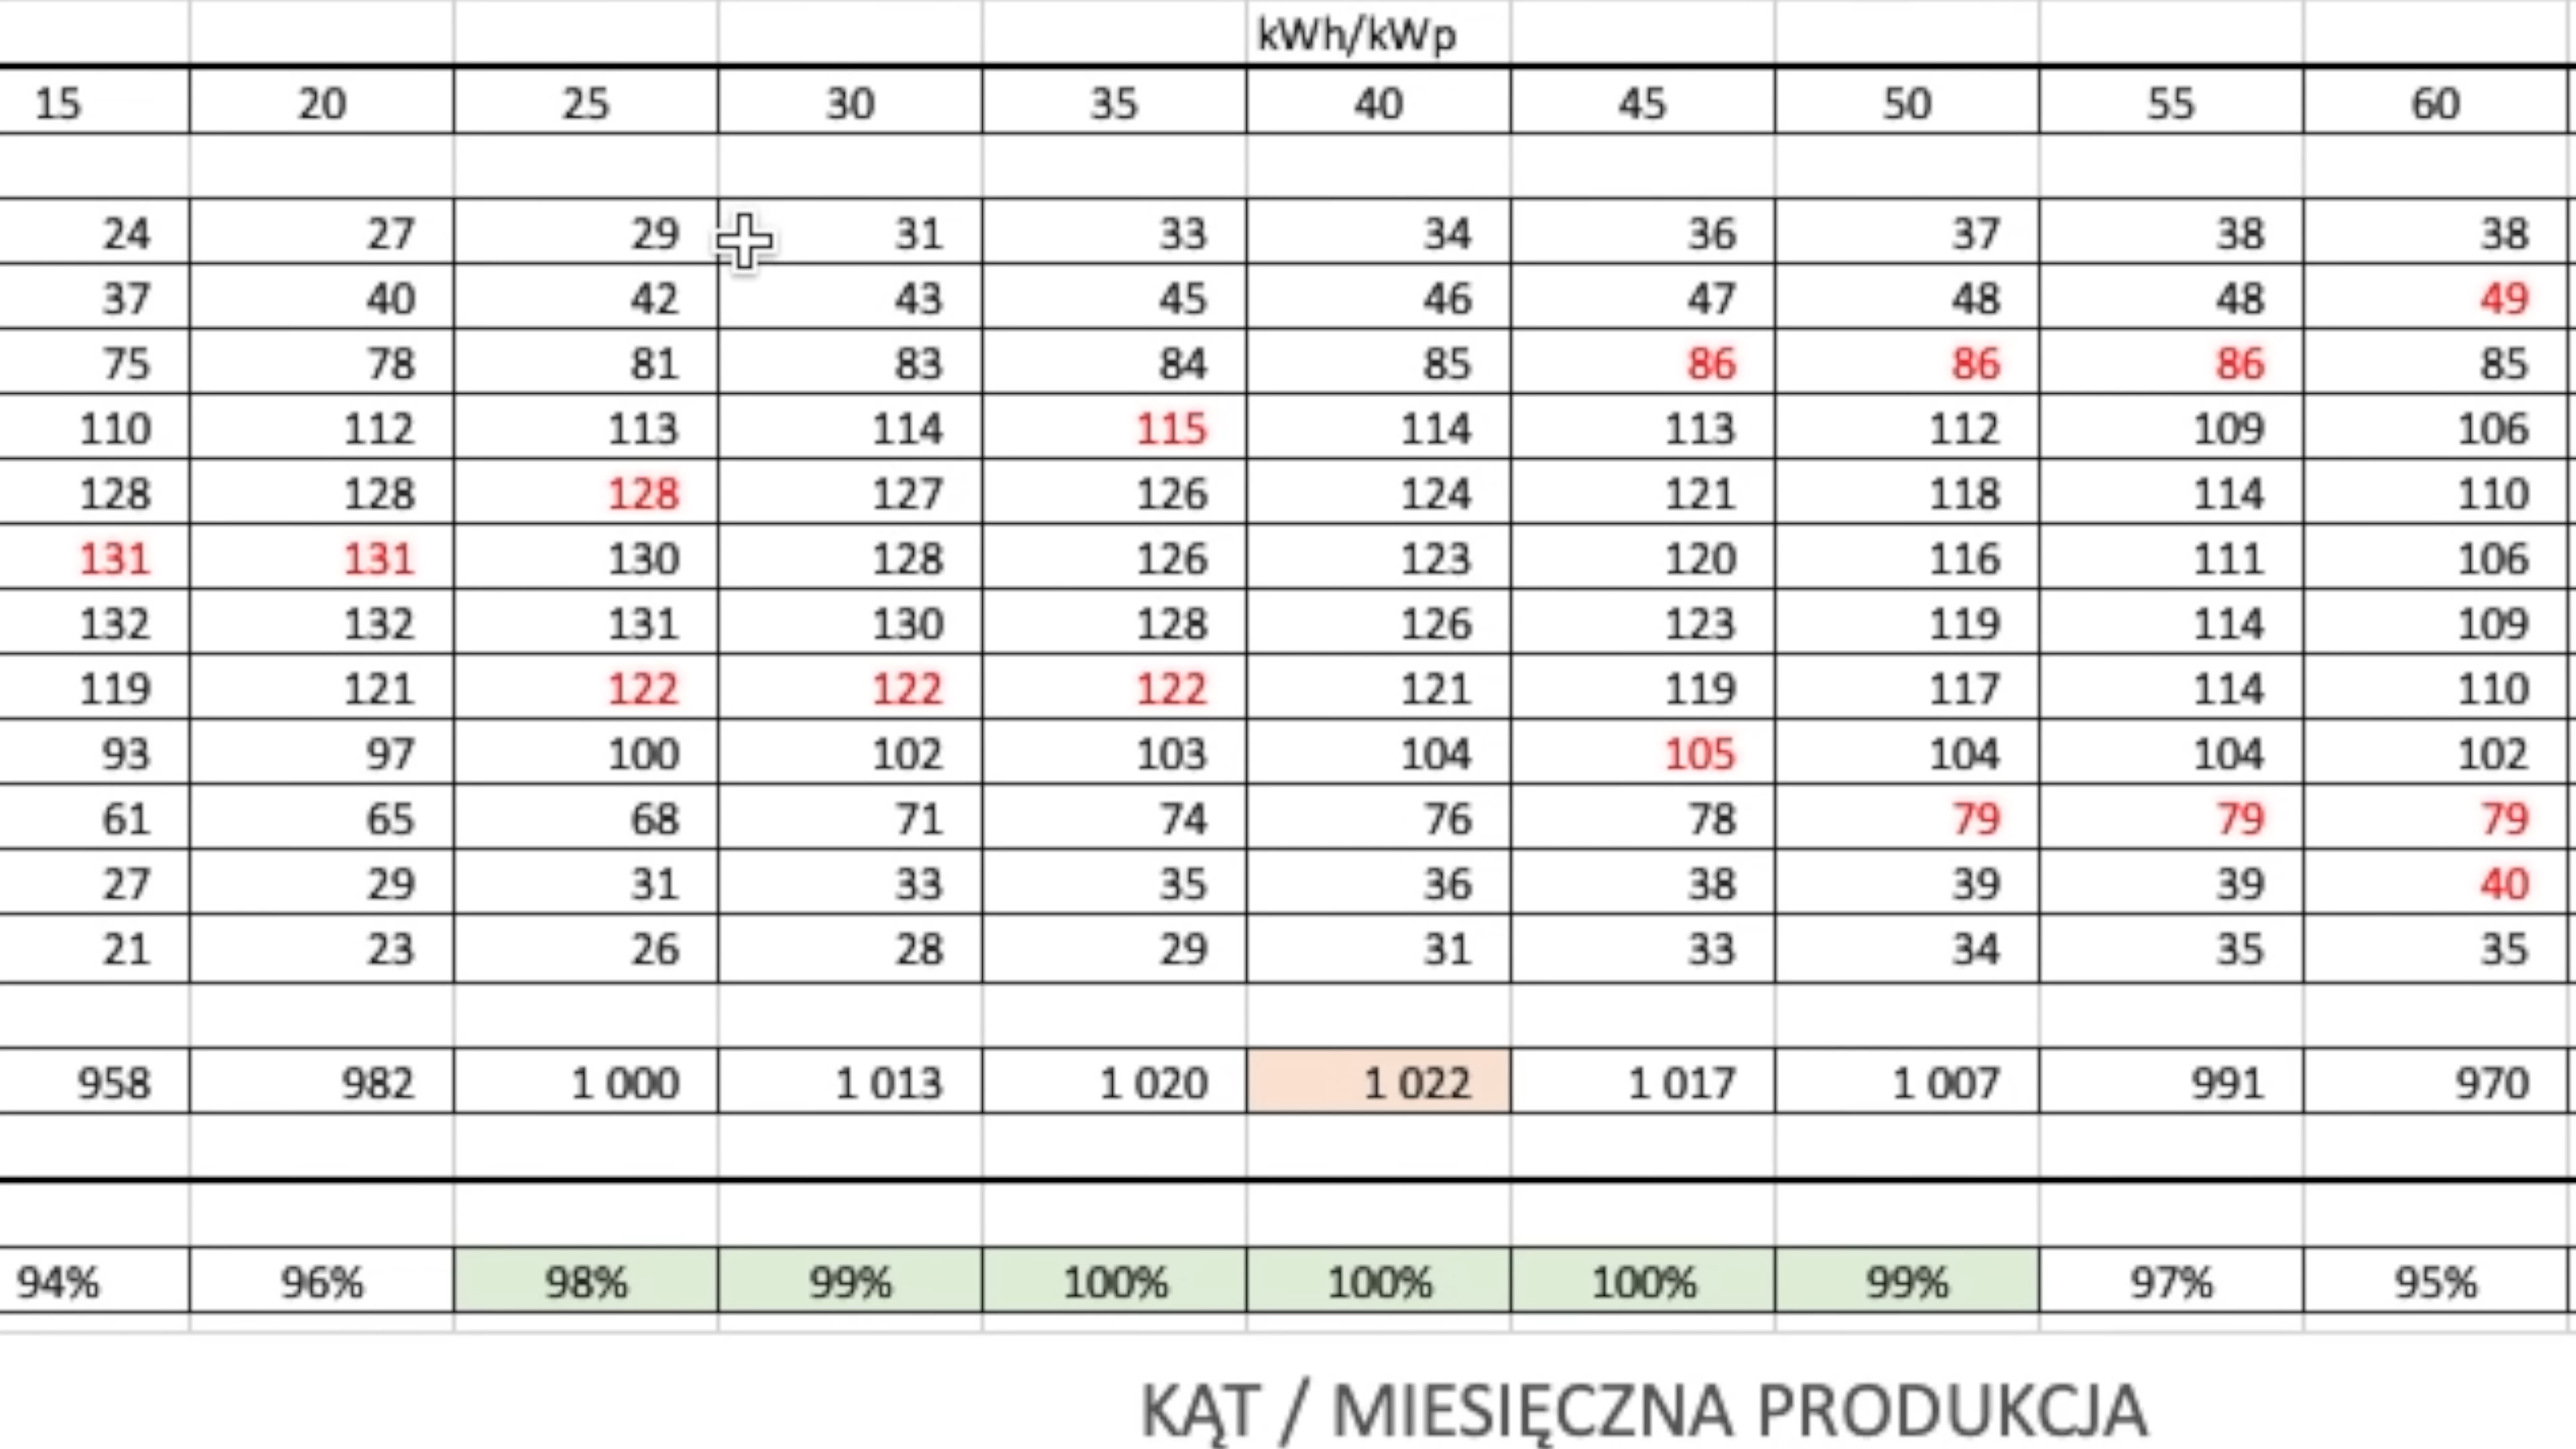 kWh/kWp
15 20 25 30 35 40 45 50 55 60
24 27 29 31 33 34 36 37 38 38
37 40 42 43 45 46 47 48 48 49
75 78 81 83 84 85 86 86 86 85
110 112 113 114 115 114 113 112 109 106
128 128 128 127 126 124 121 118 114 110
131 131 130 128 126 123 120 116 111 106
132 132 131 130 128 126 123 119 114 109
119 121 122 122 122 121 119 117 114 110
93 97 100 102 103 104 105 104 104 102
61 65 68 71 74 76 78 79 79 79
27 29 31 33 35 36 38 39 39 40
21 23 26 28 29 31 33 34 35 35
958 982 1 000 1 013 1 020 1 022 1 017 1 007 991 970
94% 96% 98% 99% 100% 100% 100% 99% 97% 95%
KĄT / MIESIĘCZNA PRODUKCJA